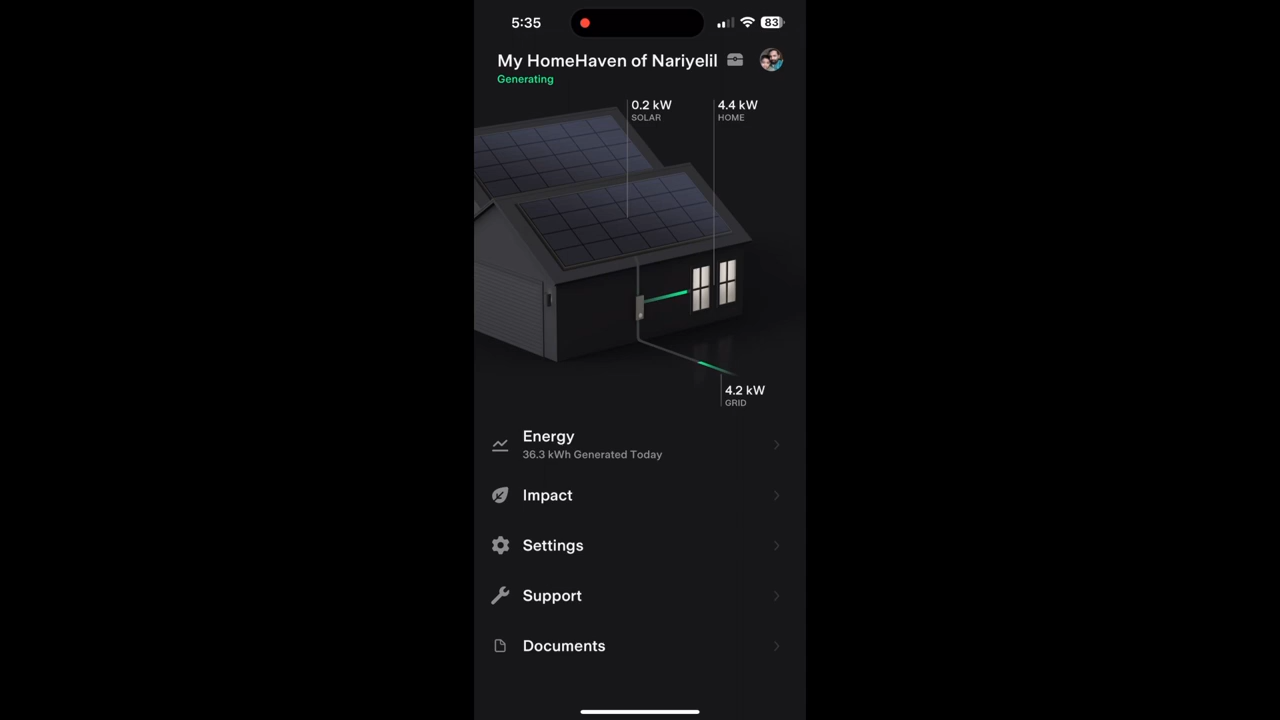 5:35
83
My HomeHaven of Nariyelil
Generating
0.2 kW
SOLAR
4.4 kW
HOME
4.2 kW
GRID
Energy
36.3 kWh Generated Today
Impact
Settings
Support
Documents